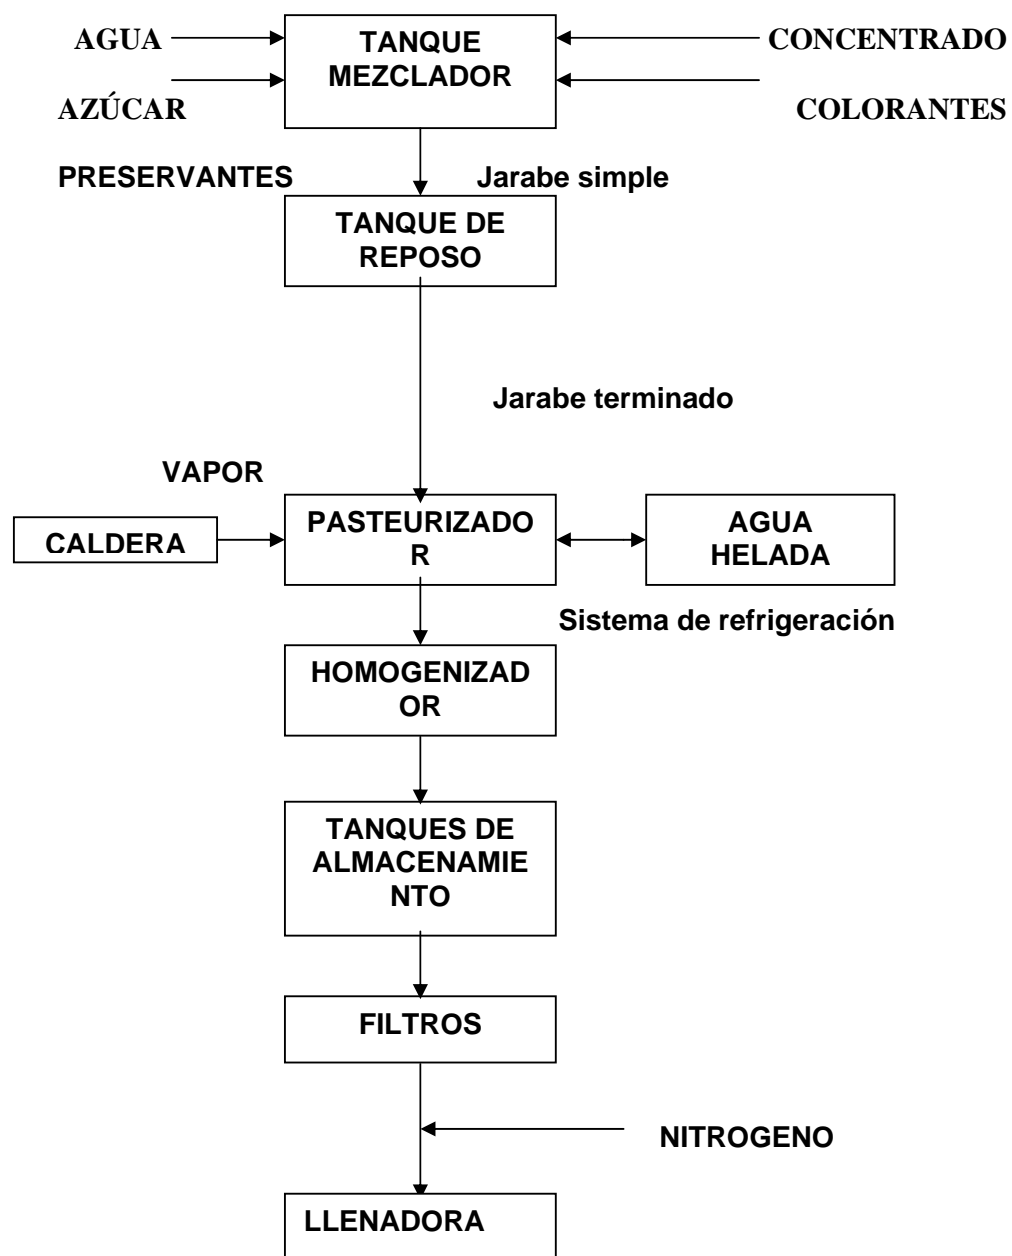 AGUA
TANQUE
MEZCLADOR
CONCENTRADO
AZÚCAR
COLORANTES
PRESERVANTES
Jarabe simple
TANQUE DE
REPOSO
Jarabe terminado
VAPOR
CALDERA
PASTEURIZADO
R
AGUA
HELADA
Sistema de refrigeración
HOMOGENIZAD
OR
TANQUES DE
ALMACENAMIE
NTO
FILTROS
NITROGENO
LLENADORA